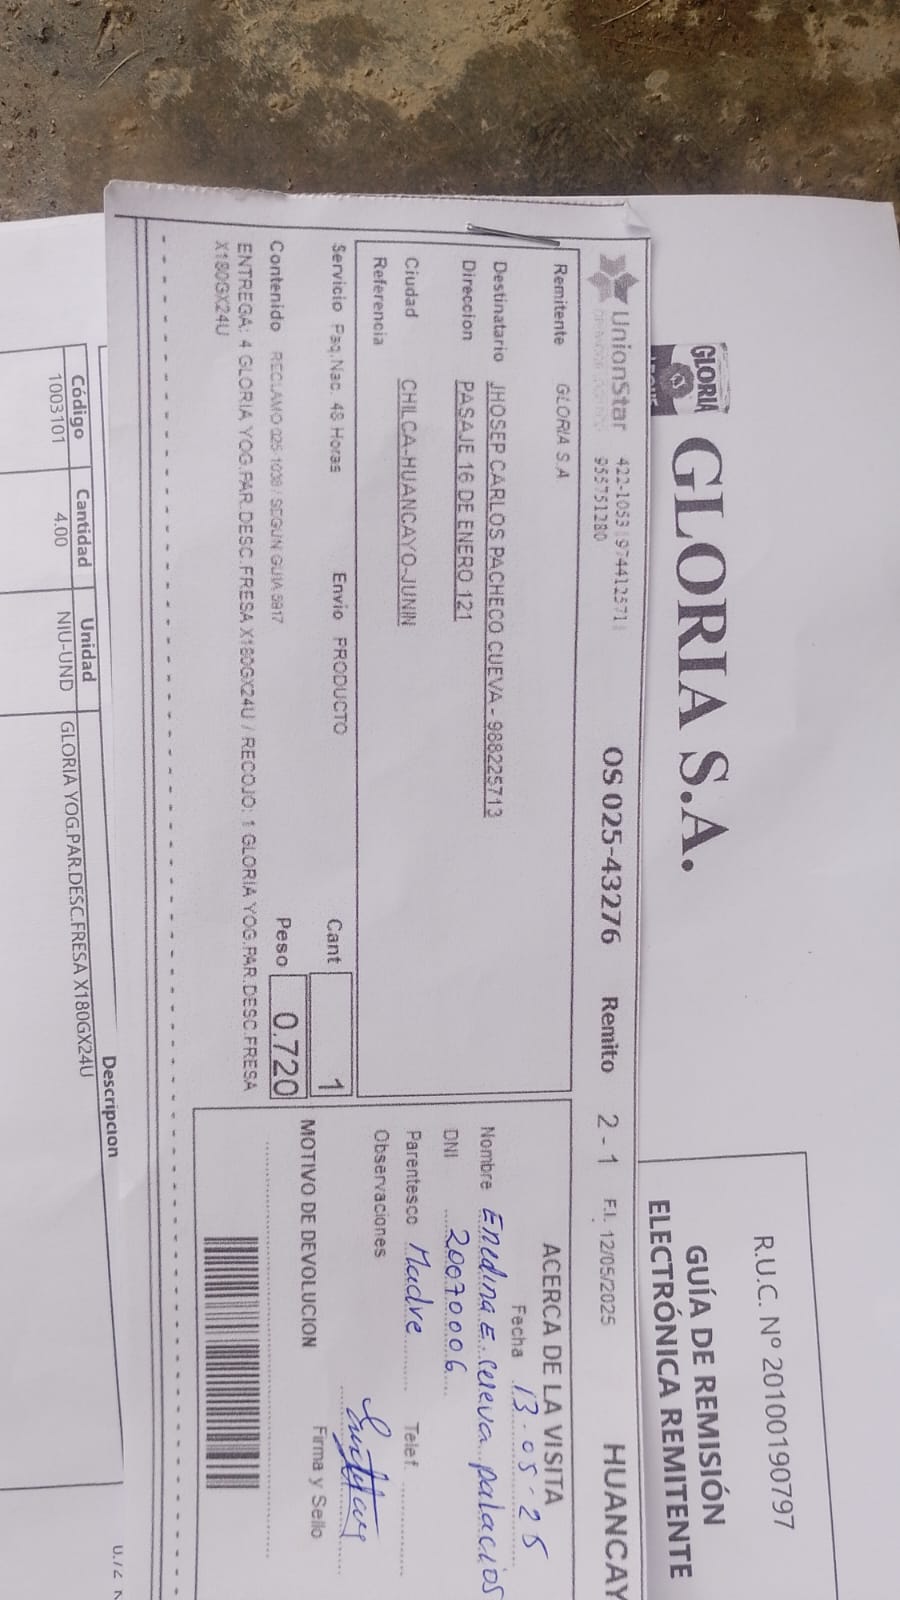 GLORIA
GLORIA S.A.
R.U.C. Nº 20100190797
GUÍA DE REMISIÓN
ELECTRÓNICA REMITENTE
UnionStar 422-1053 974412571 OS 025-43276 Remito 2 - 1 F.I. 12/05/2025 HUANCAY
955751280
Remitente GLORIA S.A
Destinatario JHOSEP CARLOS PACHECO CUEVA - 988225713
Direccion PASAJE 16 DE ENERO 121
Ciudad CHILCA-HUANCAYO-JUNIN
Referencia
Servicio Paq.Nac. 48 Horas Envio PRODUCTO Cant 1
Contenido RECLAMO 025-1039 / SEGUN GUIA 5917 Peso 0.720
ENTREGA: 4 GLORIA YOG.PAR.DESC.FRESA X180GX24U / RECOJO: 1 GLORIA YOG.PAR.DESC.FRESA
X180GX24U
ACERCA DE LA VISITA
Fecha 13-05-25
Nombre Enedina E. palacios
DNI 20070006
Parentesco Madre Telef.
Observaciones
MOTIVO DE DEVOLUCION Firma y Sello
Código Cantidad Unidad Descripcion
1003101 4.00 NIU-UND GLORIA YOG.PAR.DESC.FRESA X180GX24U